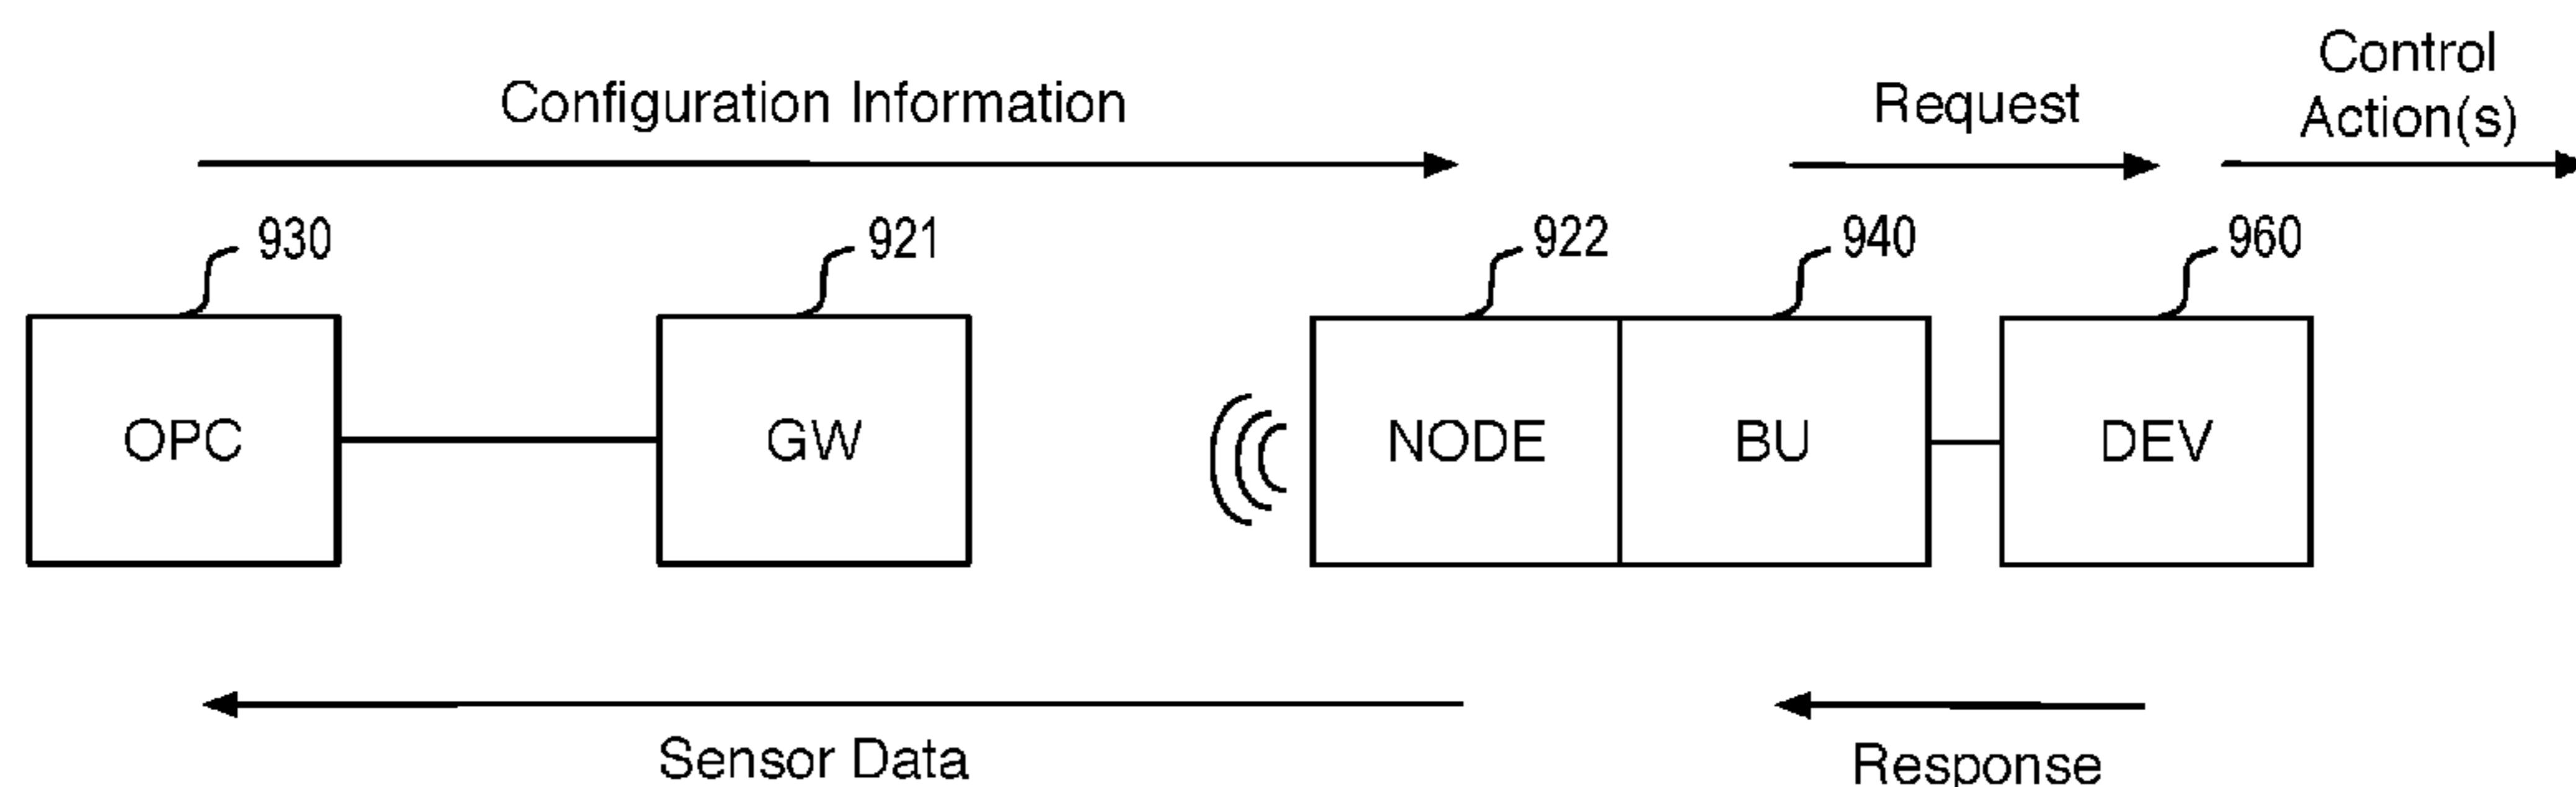 Control
Action(s)
Configuration Information
Request
930
921
922
940
960
OPC
GW
NODE
BU
DEV
Sensor Data
Response